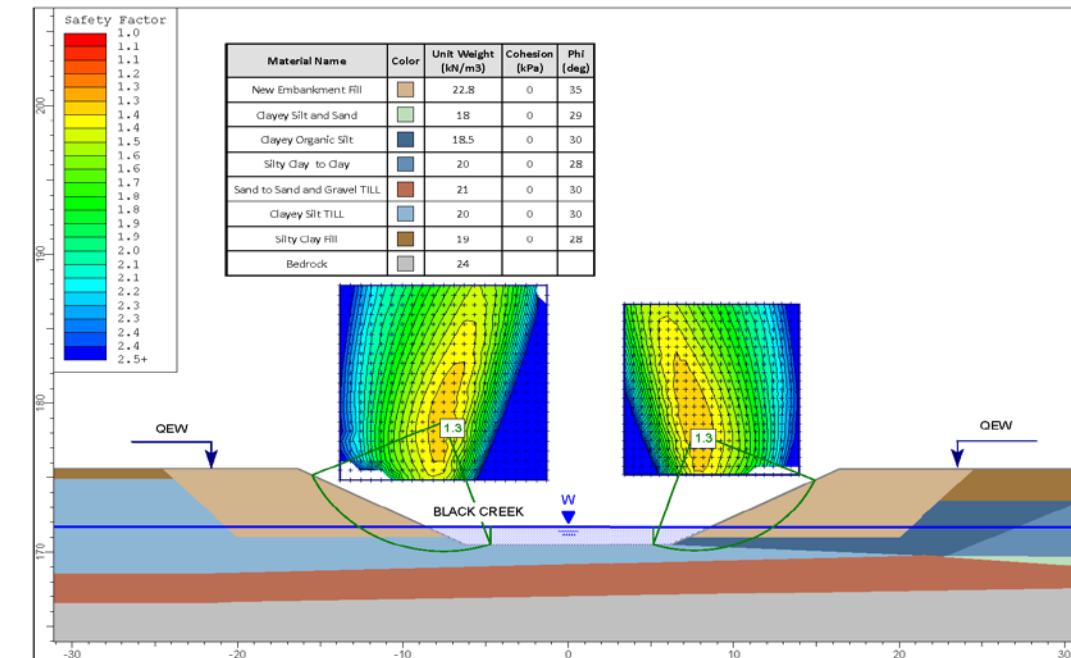 Safety Factor
1.0
1.1
1.1
1.2
1.3
1.3
1.4
1.4
1.5
1.6
1.6
1.7
1.8
1.8
1.9
1.9
2.0
2.1
2.1
2.2
2.3
2.3
2.4
2.4
2.5+
Material Name Color Unit Weight (kN/m3) Cohesion (kPa) Phi (deg)
New Embankment Fill 22.8 0 35
Clayey Silt and Sand 18 0 29
Clayey Organic Silt 18.5 0 30
Silty Clay to Clay 20 0 28
Sand to Sand and Gravel TILL 21 0 30
Clayey Silt TILL 20 0 30
Silty Clay Fill 19 0 28
Bedrock 24
200
190
180
170
1.3
1.3
QEW
QEW
W
BLACK CREEK
-30 -20 -10 0 10 20 30